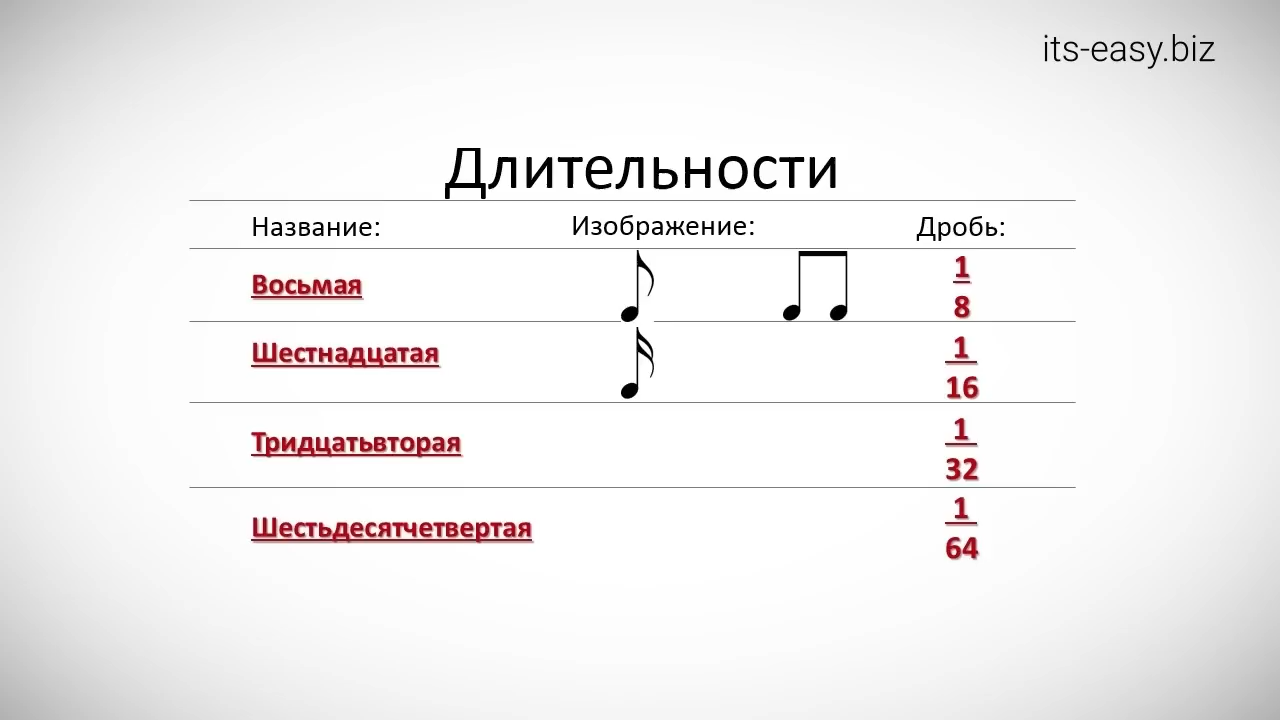 its-easy.biz
Длительности
Название: Изображение: Дробь:
Восьмая 1
8
Шестнадцатая 1
16
Тридцатьвторая 1
32
Шестьдесятчетвертая 1
64